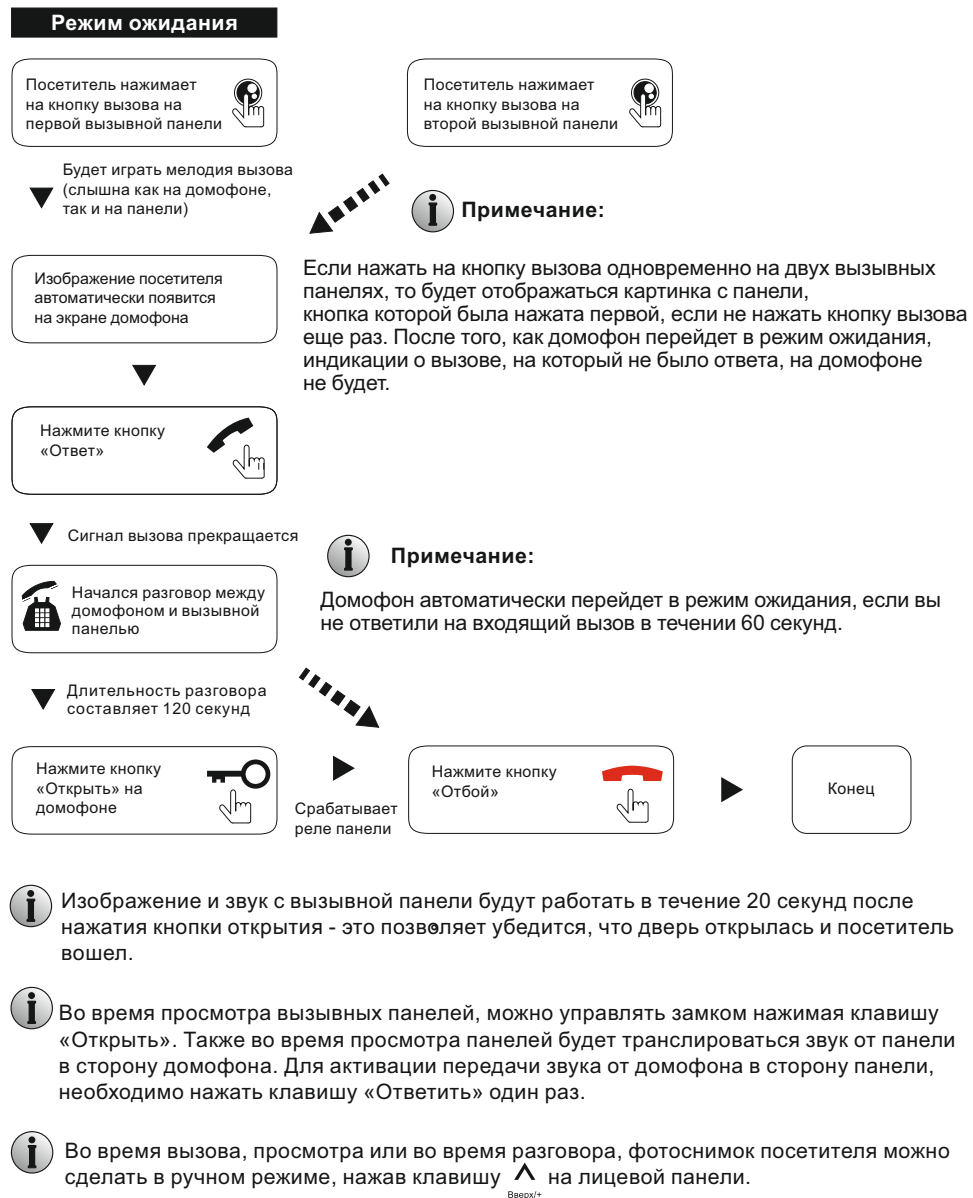 Режим ожидания
Посетитель нажимает
на кнопку вызова на
первой вызывной панели
Посетитель нажимает
на кнопку вызова на
второй вызывной панели
Будет играть мелодия вызова
(слышна как на домофоне,
так и на панели)
Примечание:
Изображение посетителя
автоматически появится
на экране домофона
Если нажать на кнопку вызова одновременно на двух вызывных
панелях, то будет отображаться картинка с панели,
кнопка которой была нажата первой, если не нажать кнопку вызова
еще раз. После того, как домофон перейдет в режим ожидания,
индикации о вызове, на который не было ответа, на домофоне
не будет.
Нажмите кнопку
«Ответ»
Сигнал вызова прекращается
Примечание:
Начался разговор между
домофоном и вызывной
панелью
Домофон автоматически перейдет в режим ожидания, если вы
не ответили на входящий вызов в течении 60 секунд.
Длительность разговора
составляет 120 секунд
Нажмите кнопку
«Открыть» на
домофоне
Срабатывает
реле панели
Нажмите кнопку
«Отбой»
Конец
Изображение и звук с вызывной панели будут работать в течение 20 секунд после
нажатия кнопки открытия - это позволяет убедится, что дверь открылась и посетитель
вошел.
Во время просмотра вызывных панелей, можно управлять замком нажимая клавишу
«Открыть». Также во время просмотра панелей будет транслироваться звук от панели
в сторону домофона. Для активации передачи звука от домофона в сторону панели,
необходимо нажать клавишу «Ответить» один раз.
Во время вызова, просмотра или во время разговора, фотоснимок посетителя можно
сделать в ручном режиме, нажав клавишу на лицевой панели.
Вверх/+